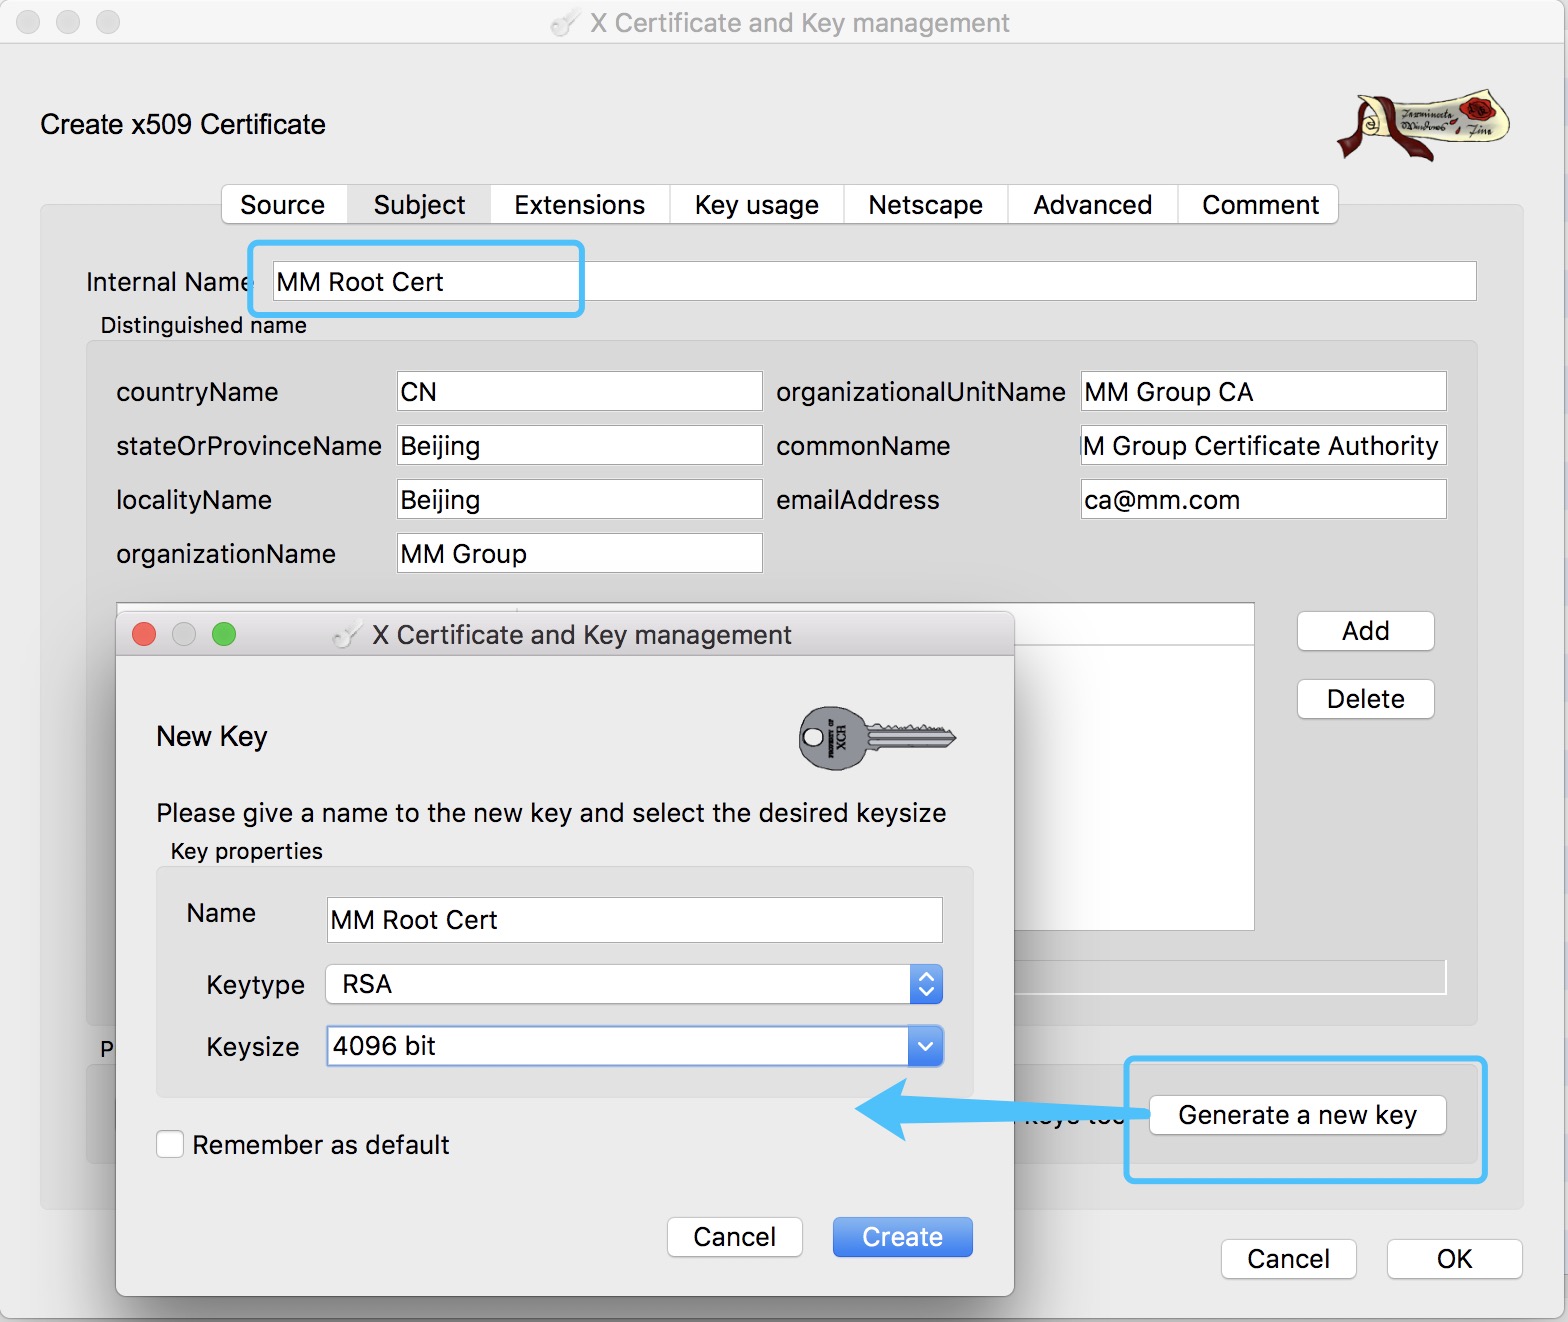 X Certificate and Key management
Create x509 Certificate
Source Subject Extensions Key usage Netscape Advanced Comment
Internal Name MM Root Cert
Distinguished name
countryName CN organizationalUnitName MM Group CA
stateOrProvinceName Beijing commonName M Group Certificate Authority
localityName Beijing emailAddress ca@mm.com
organizationName MM Group
Add
Delete
X Certificate and Key management
New Key
PROPERTY OF
XCA
Please give a name to the new key and select the desired keysize
Key properties
Name MM Root Cert
Keytype RSA
Keysize 4096 bit
Generate a new key
Remember as default
Cancel Create
Cancel OK